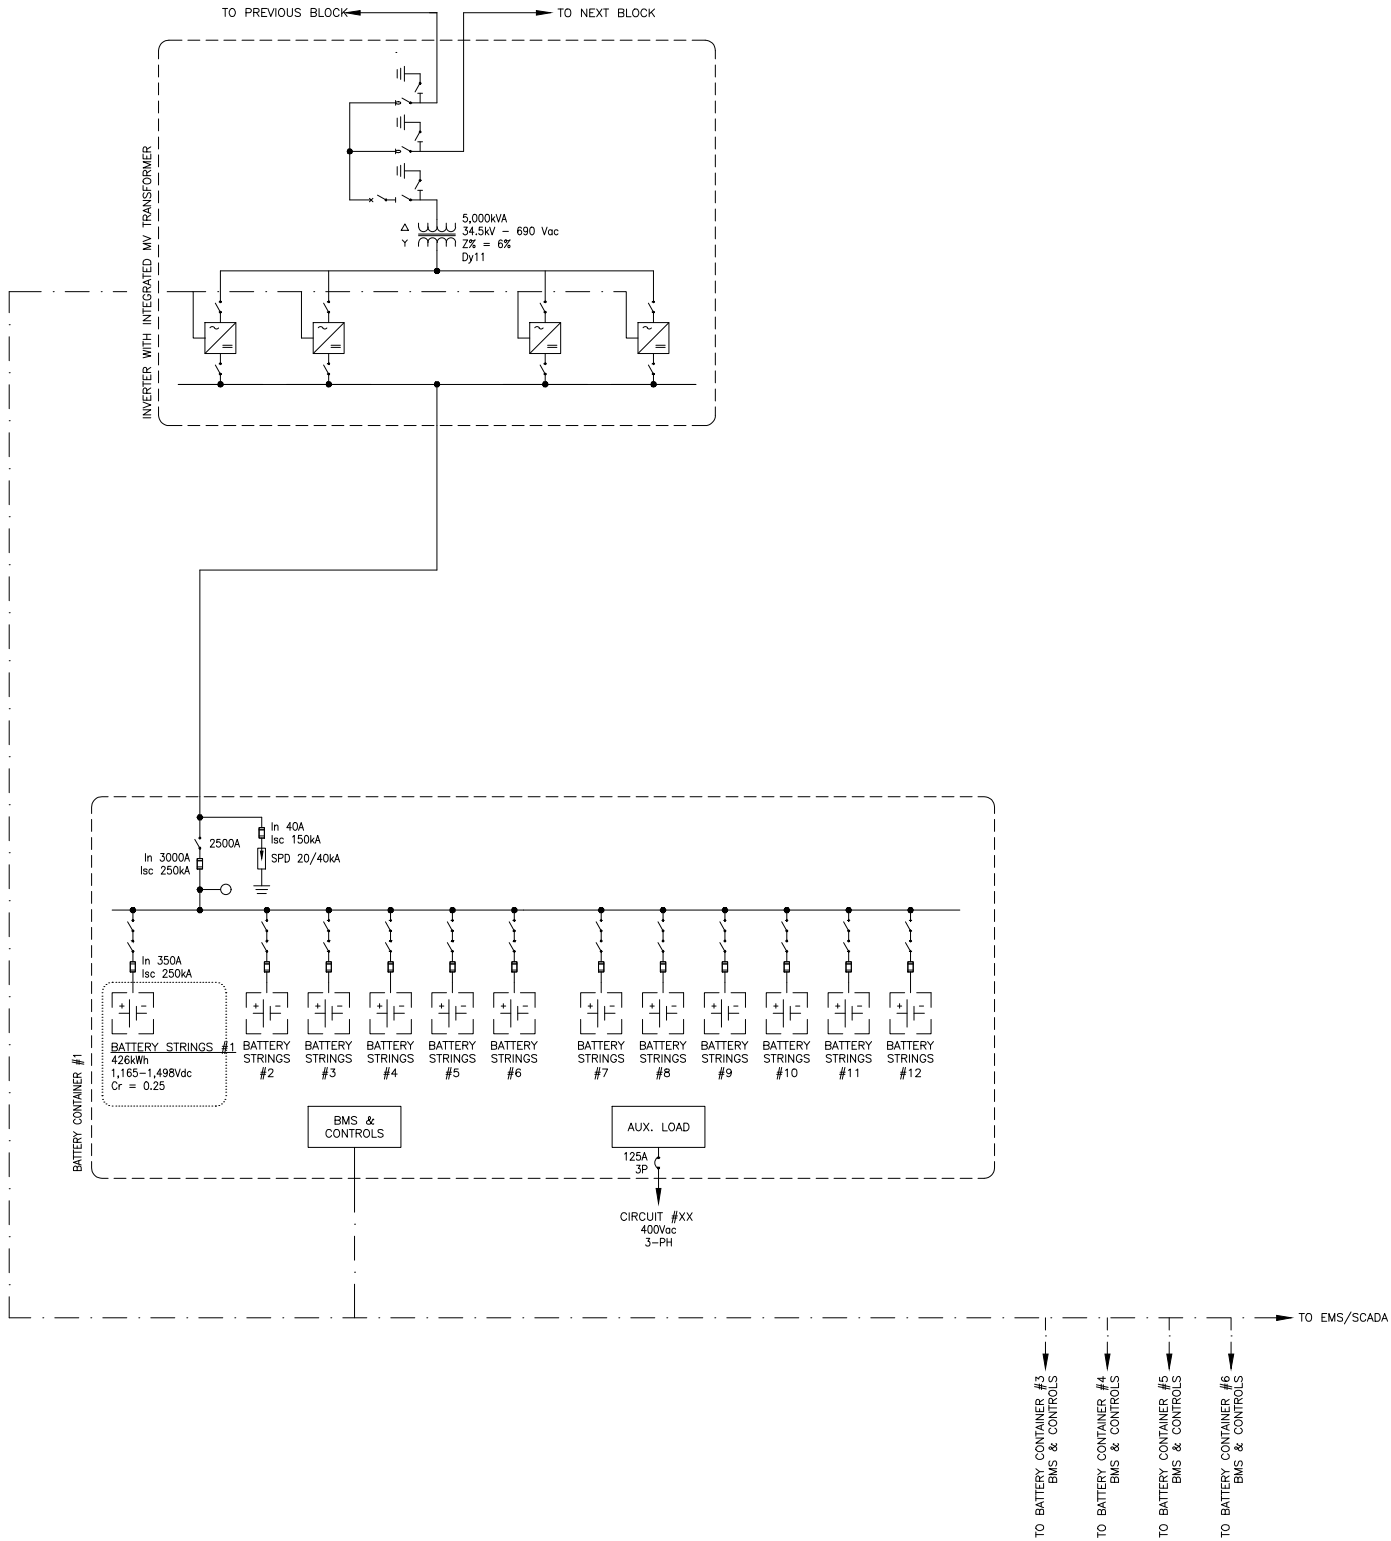 TO PREVIOUS BLOCK
TO NEXT BLOCK
INVERTER WITH INTEGRATED MV TRANSFORMER
5,000kVA
34.5kV - 690 Vac
Z% = 6%
Dy11
Δ
Y
In 40A
Isc 150kA
2500A
SPD 20/40kA
In 3000A
Isc 250kA
In 350A
Isc 250kA
BATTERY STRINGS #1
426kWh
1,165-1,498Vdc
Cr = 0.25
BATTERY
STRINGS
#2
BATTERY
STRINGS
#3
BATTERY
STRINGS
#4
BATTERY
STRINGS
#5
BATTERY
STRINGS
#6
BATTERY
STRINGS
#7
BATTERY
STRINGS
#8
BATTERY
STRINGS
#9
BATTERY
STRINGS
#10
BATTERY
STRINGS
#11
BATTERY
STRINGS
#12
BATTERY CONTAINER #1
BMS &
CONTROLS
AUX. LOAD
125A
3P
CIRCUIT #XX
400Vac
3-PH
TO EMS/SCADA
TO BATTERY CONTAINER #3
BMS & CONTROLS
TO BATTERY CONTAINER #4
BMS & CONTROLS
TO BATTERY CONTAINER #5
BMS & CONTROLS
TO BATTERY CONTAINER #6
BMS & CONTROLS